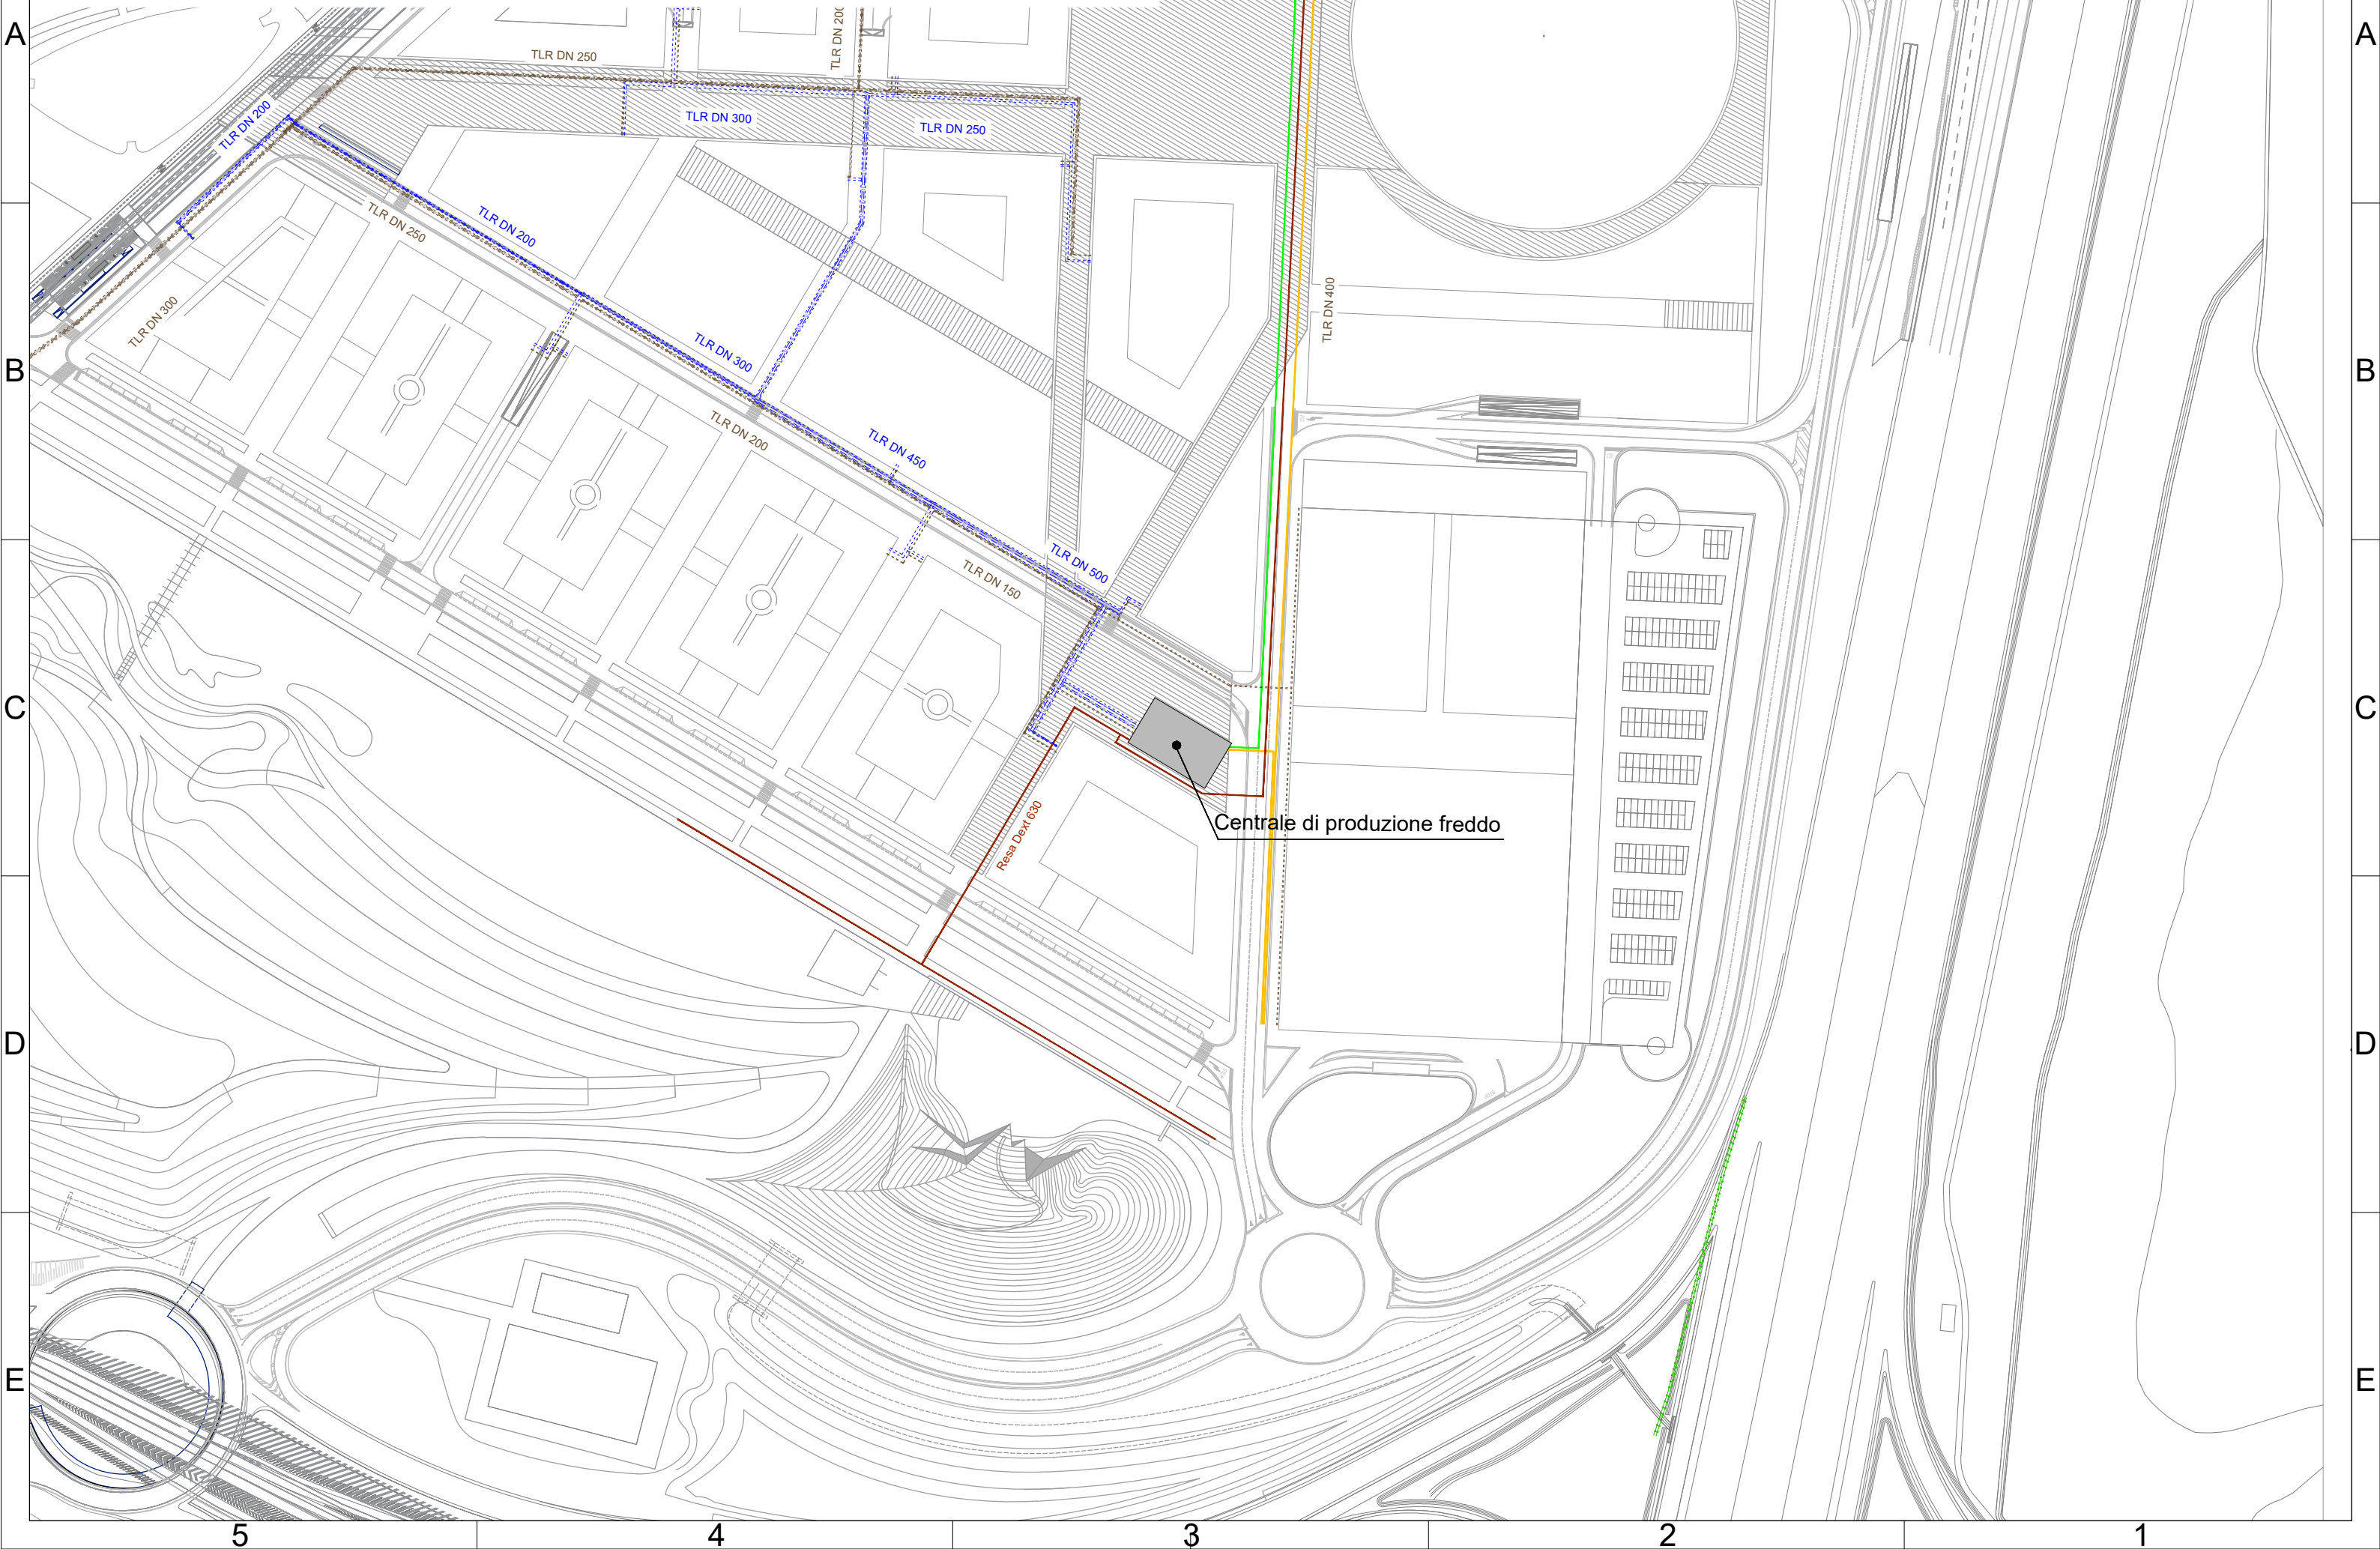 A
A
TLR DN 250
TLR DN 200
TLR DN 200
TLR DN 300
TLR DN 250
TLR DN 250
TLR DN 200
TLR DN 300
TLR DN 400
B
B
TLR DN 300
TLR DN 200
TLR DN 450
TLR DN 500
TLR DN 150
C
C
Resa Dext 630
Centrale di produzione freddo
D
D
E
E
5
4
3
2
1